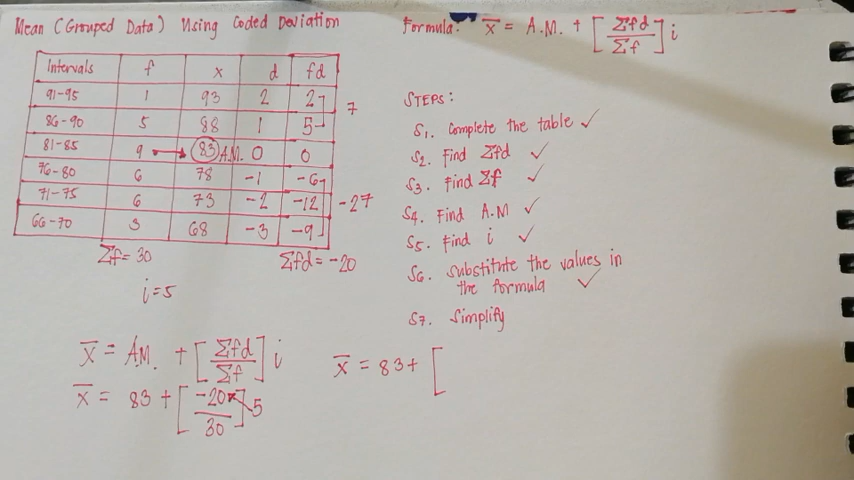 Mean (Grouped Data) Using Coded Deviation
Formula: x̄ = A.M. + [Σfd/Σf] i
Intervals f x d fd
91-95 1 93 2 2
7
86-90 5 88 1 5
81-85 9 83 A.M. 0 0
76-80 6 78 -1 -6
71-75 6 73 -2 -12
-27
66-70 3 68 -3 -9
Σf = 30 Σfd = -20
i = 5
STEPS:
S1. Complete the table ✓
S2. Find Σfd ✓
S3. Find Σf ✓
S4. Find A.M ✓
S5. Find i ✓
S6. Substitute the values in
the formula ✓
S7. Simplify
x̄ = A.M. + [Σfd/Σf] i
x̄ = 83 + [-20/30] 5
x̄ = 83 + [